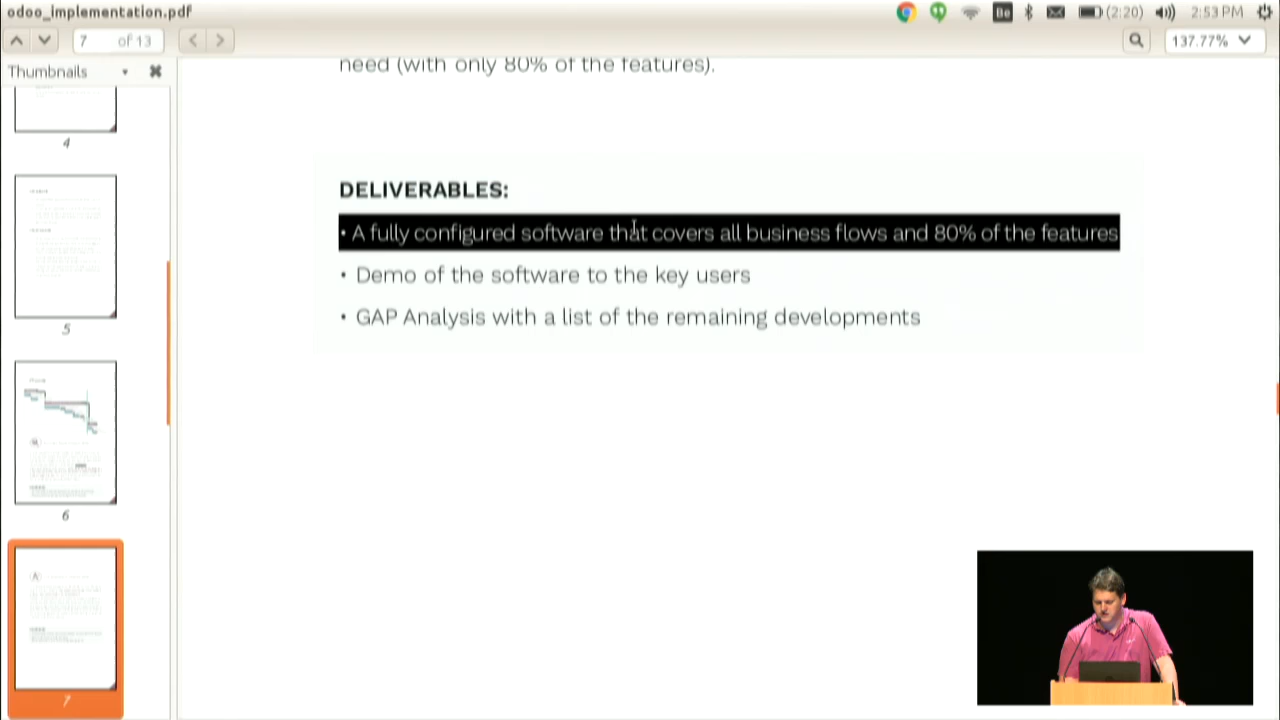 odoo_implementation.pdf
Be
(2:20)
2:53 PM
7 of 13
137.77%
Thumbnails
need (with only 80% of the features).
4
DELIVERABLES:
• A fully configured software that covers all business flows and 80% of the features
• Demo of the software to the key users
• GAP Analysis with a list of the remaining developments
5
6
7